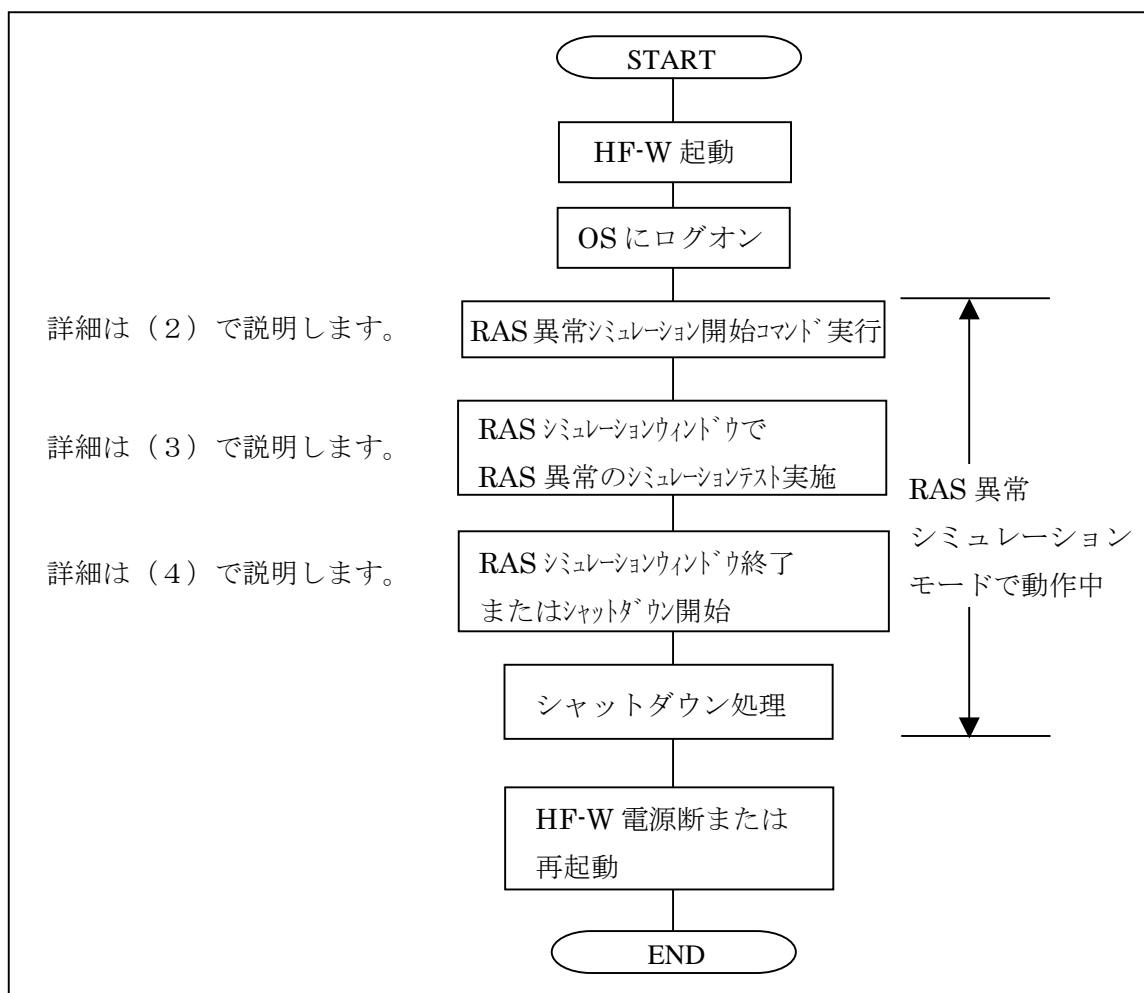 START
HF-W 起動
OS にログオン
詳細は（２）で説明します。
RAS 異常ｼﾐｭﾚｰｼｮﾝ開始ｺﾏﾝﾄﾞ実行
詳細は（３）で説明します。
RAS ｼﾐｭﾚｰｼｮﾝｳｨﾝﾄﾞｳで
RAS 異常のｼﾐｭﾚｰｼｮﾝﾃｽﾄ実施
RAS 異常
シミュレーション
モードで動作中
詳細は（４）で説明します。
RAS ｼﾐｭﾚｰｼｮﾝｳｨﾝﾄﾞｳ終了
またはｼｬｯﾄﾀﾞｳﾝ開始
シャットダウン処理
HF-W 電源断または
再起動
END